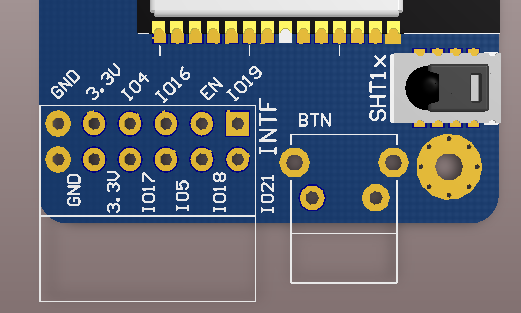 GND 3.3V IO4 IO16 EN IO19
INTF
BTN
SHT1x
GND 3.3V IO17 IO5 IO18 IO21